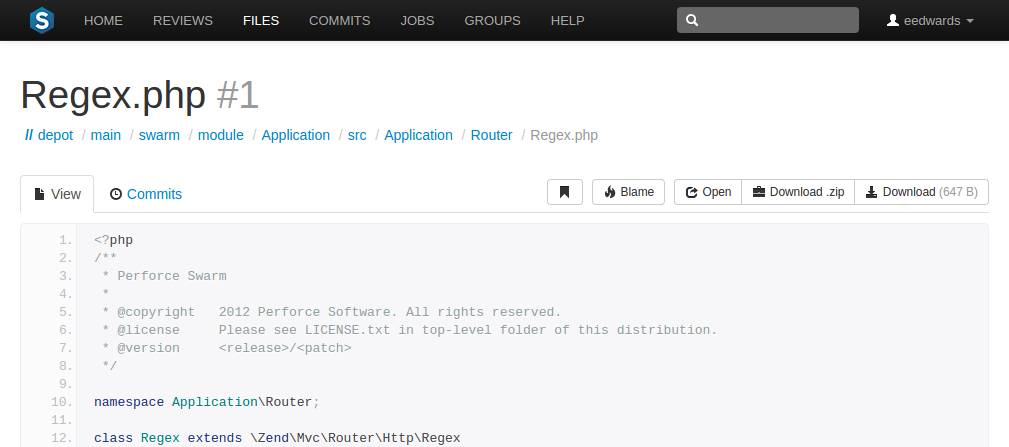 S HOME REVIEWS FILES COMMITS JOBS GROUPS HELP eedwards
Regex.php #1
// depot / main / swarm / module / Application / src / Application / Router / Regex.php
View Commits Blame Open Download .zip Download (647 B)
1. <?php
2. /**
3. * Perforce Swarm
4. *
5. * @copyright 2012 Perforce Software. All rights reserved.
6. * @license Please see LICENSE.txt in top-level folder of this distribution.
7. * @version <release>/<patch>
8. */
9.
10. namespace Application\Router;
11.
12. class Regex extends \Zend\Mvc\Router\Http\Regex